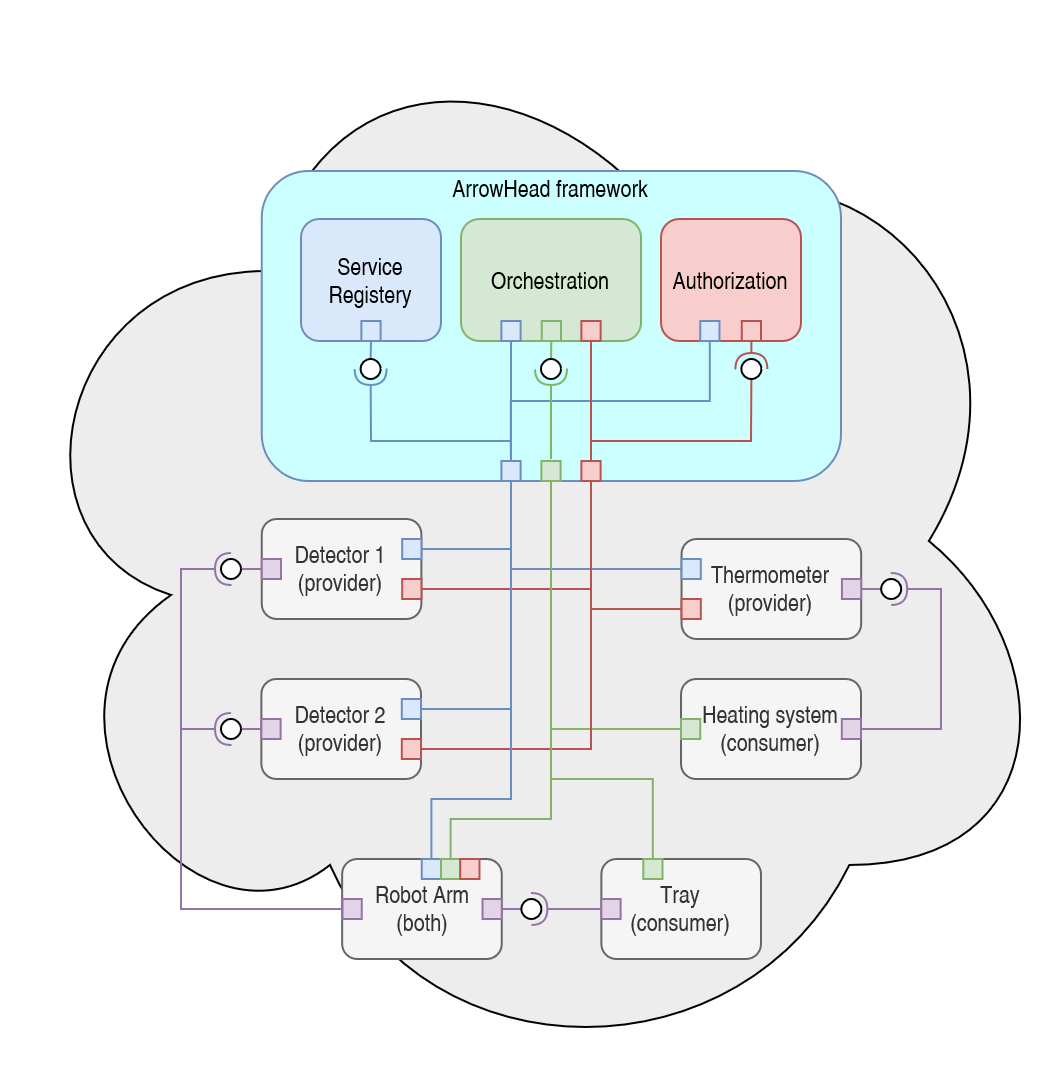 ArrowHead framework
Service
Registery
Orchestration
Authorization
Detector 1
(provider)
Thermometer
(provider)
Detector 2
(provider)
Heating system
(consumer)
Robot Arm
(both)
Tray
(consumer)